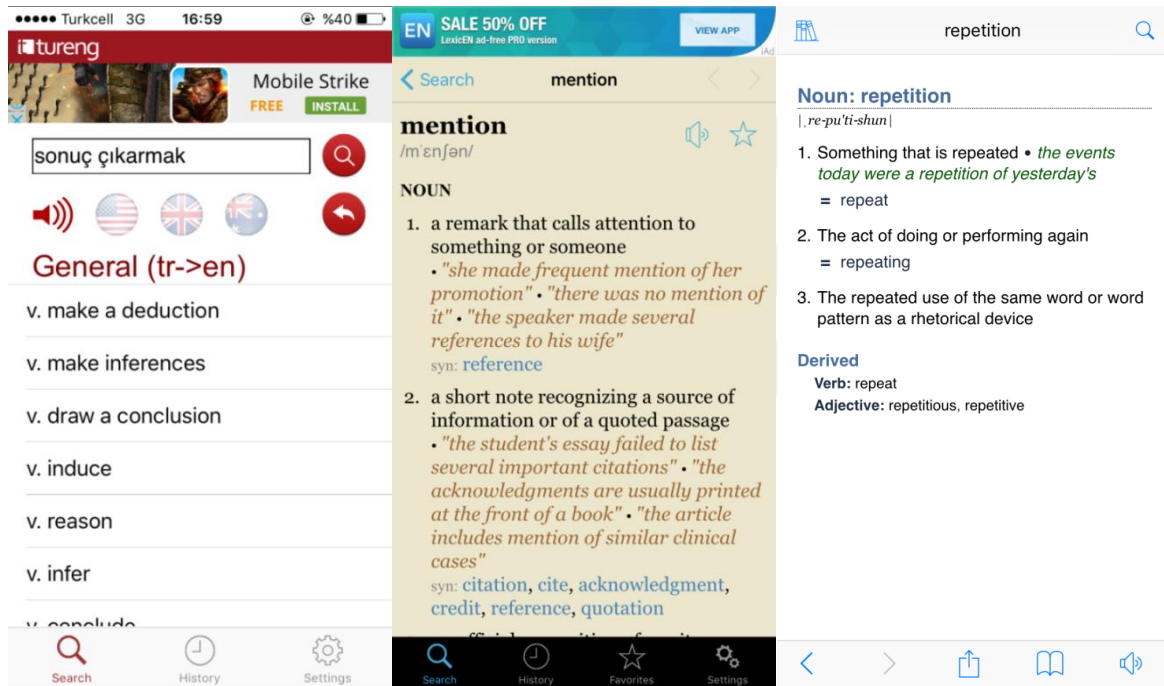 Turkcell 3G 16:59 %40
tureng
Mobile Strike
FREE INSTALL
sonuç çıkarmak
General (tr->en)
v. make a deduction
v. make inferences
v. draw a conclusion
v. induce
v. reason
v. infer
v. conclude
Search History Settings
EN SALE 50% OFF
LexicEN ad-free PRO version
VIEW APP
iAd
Search mention
mention
/mˈɛnʃən/
NOUN
1. a remark that calls attention to
something or someone
• "she made frequent mention of her
promotion" • "there was no mention of
it" • "the speaker made several
references to his wife"
syn: reference
2. a short note recognizing a source of
information or of a quoted passage
• "the student's essay failed to list
several important citations" • "the
acknowledgments are usually printed
at the front of a book" • "the article
includes mention of similar clinical
cases"
syn: citation, cite, acknowledgment,
credit, reference, quotation
Search History Favorites Settings
repetition
Noun: repetition
|ˌre-pu'ti-shun|
1. Something that is repeated • the events
today were a repetition of yesterday's
= repeat
2. The act of doing or performing again
= repeating
3. The repeated use of the same word or word
pattern as a rhetorical device
Derived
Verb: repeat
Adjective: repetitious, repetitive